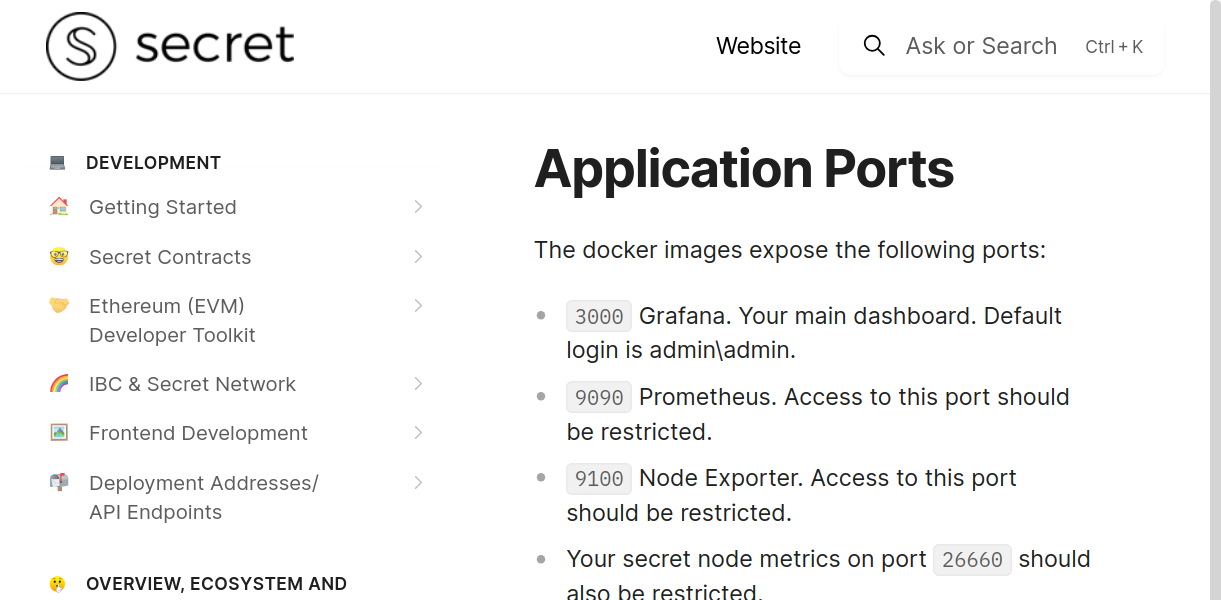 secret
Website
Ask or Search
Ctrl + K
DEVELOPMENT
Getting Started
Secret Contracts
Ethereum (EVM)
Developer Toolkit
IBC & Secret Network
Frontend Development
Deployment Addresses/
API Endpoints
OVERVIEW, ECOSYSTEM AND
Application Ports
The docker images expose the following ports:
3000 Grafana. Your main dashboard. Default
login is admin\admin.
9090 Prometheus. Access to this port should
be restricted.
9100 Node Exporter. Access to this port
should be restricted.
Your secret node metrics on port 26660 should
also be restricted.